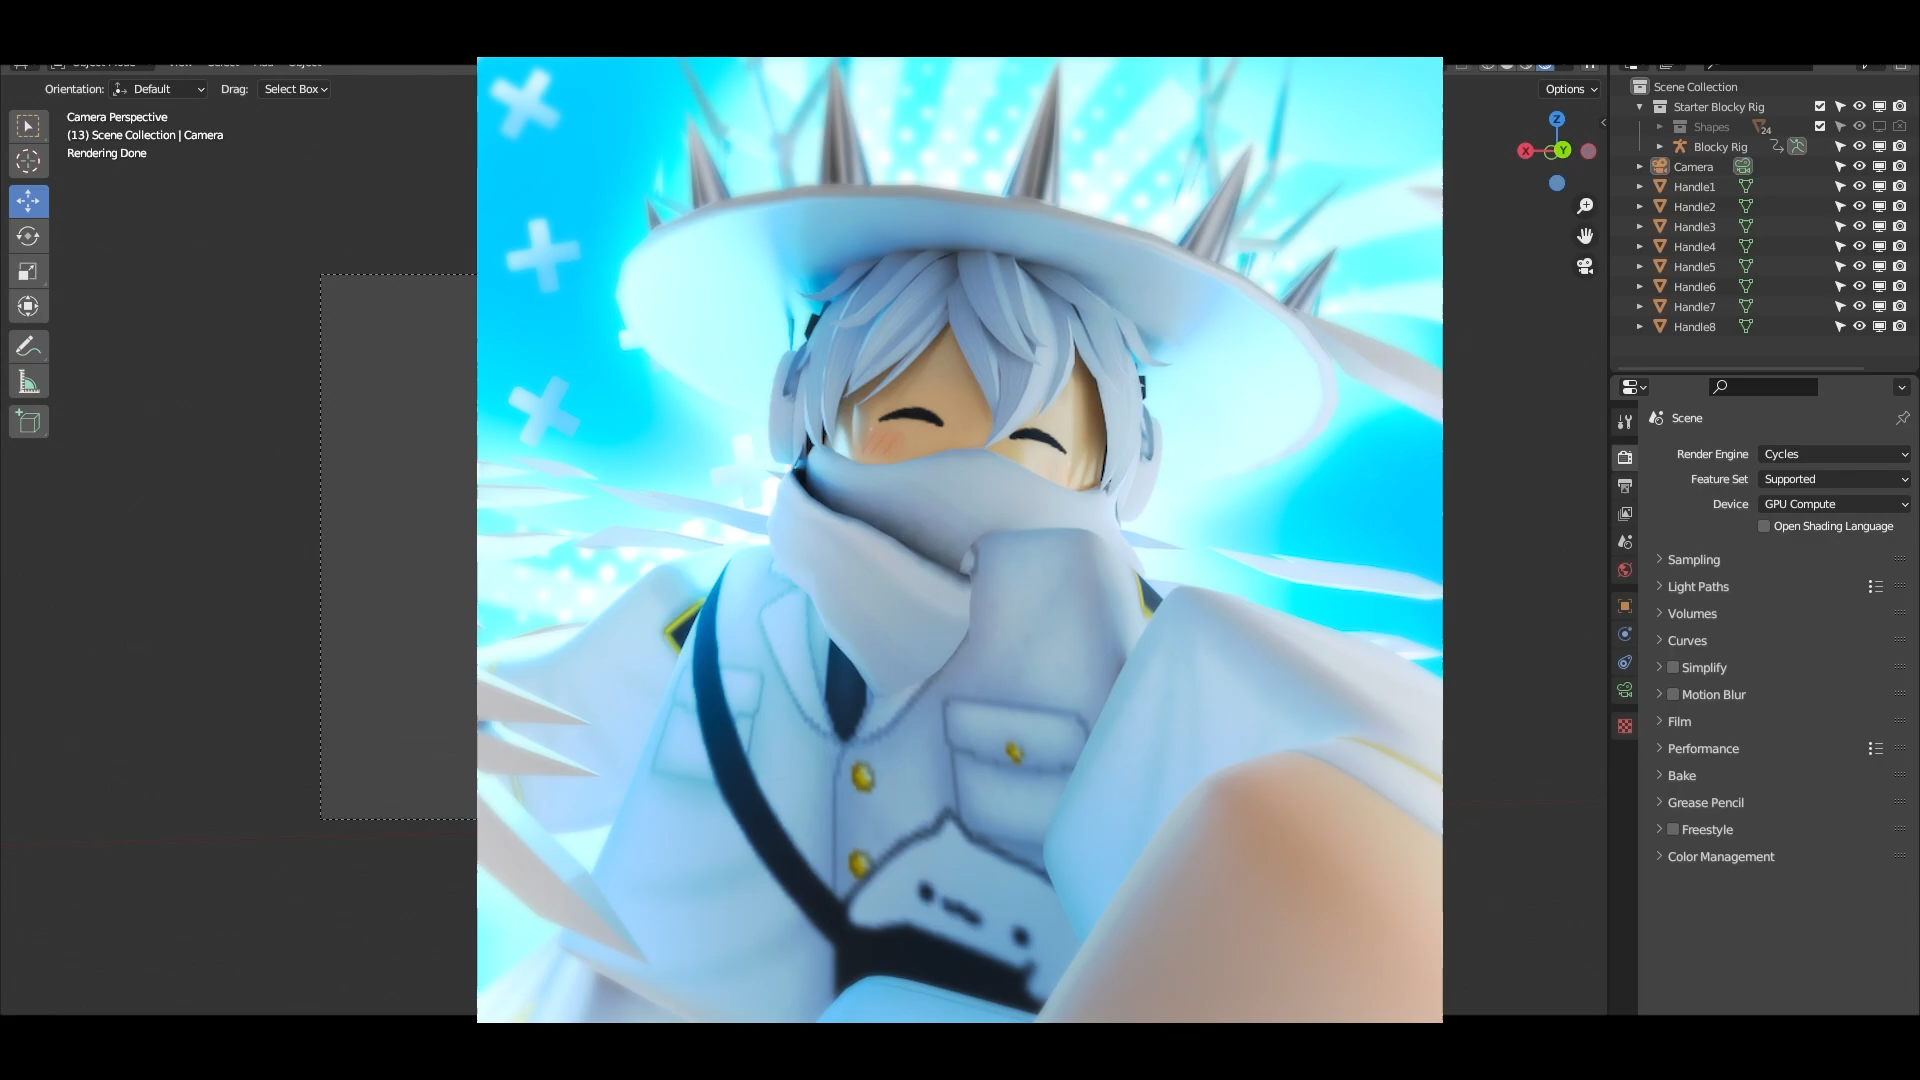 Orientation: Default Drag: Select Box
Options
Camera Perspective
(13) Scene Collection | Camera
Rendering Done
Z
X
Y
Scene Collection
Starter Blocky Rig
Shapes 24
Blocky Rig
Camera
Handle1
Handle2
Handle3
Handle4
Handle5
Handle6
Handle7
Handle8
Scene
Render Engine Cycles
Feature Set Supported
Device GPU Compute
Open Shading Language
Sampling
Light Paths
Volumes
Curves
Simplify
Motion Blur
Film
Performance
Bake
Grease Pencil
Freestyle
Color Management